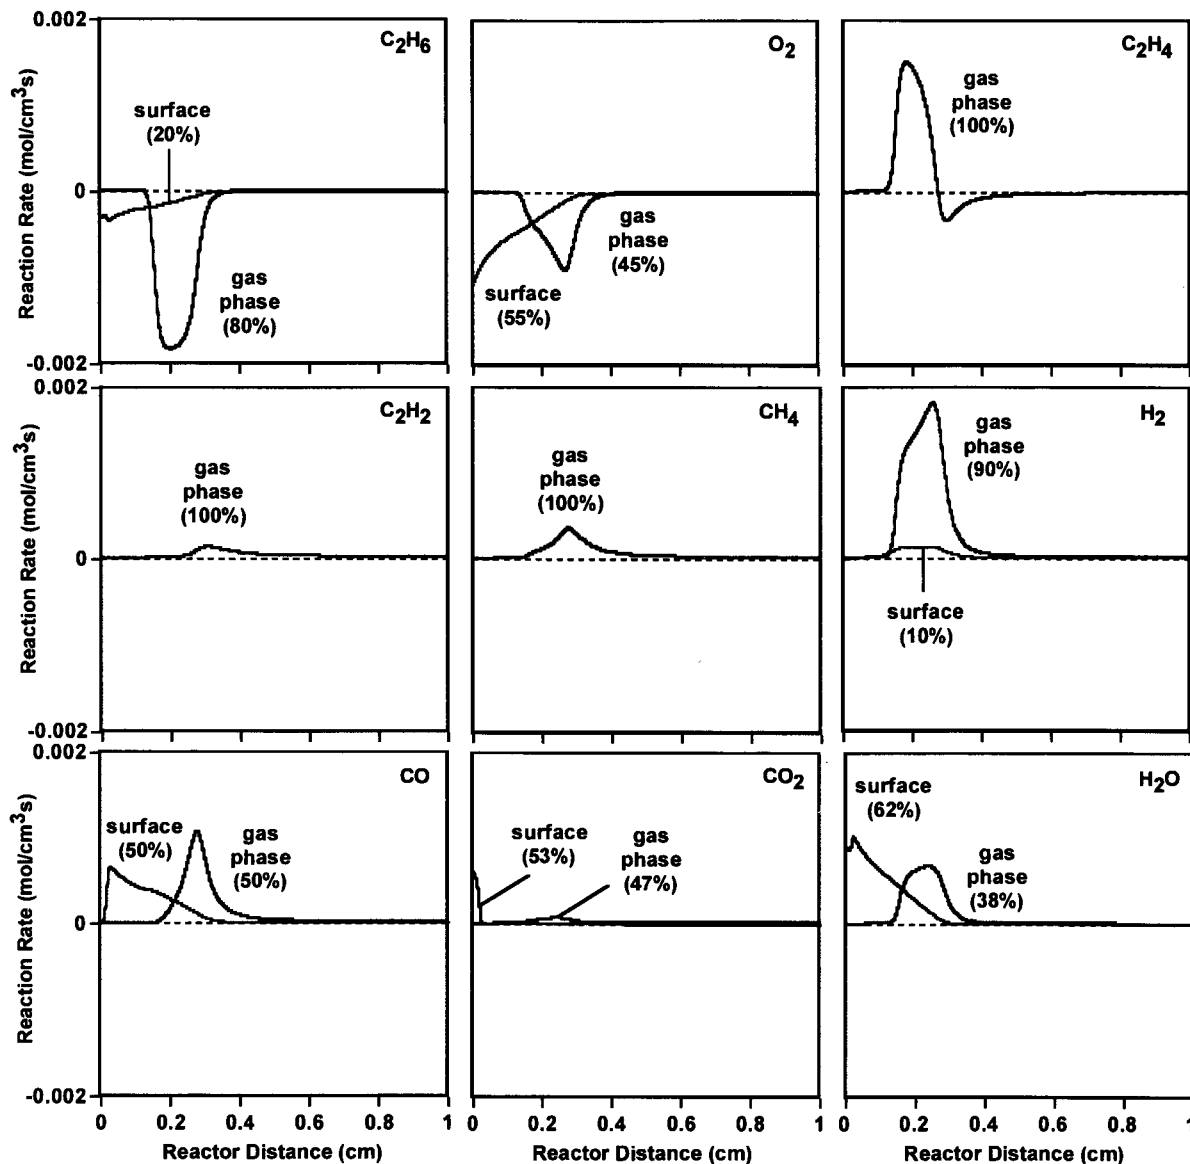 0.002
0
-0.002
Reaction Rate (mol/cm³s)
C₂H₆
surface
(20%)
gas
phase
(80%)
O₂
gas
phase
(45%)
surface
(55%)
C₂H₄
gas
phase
(100%)
0.002
0
-0.002
Reaction Rate (mol/cm³s)
C₂H₂
gas
phase
(100%)
CH₄
gas
phase
(100%)
H₂
gas
phase
(90%)
surface
(10%)
0.002
0
-0.002
Reaction Rate (mol/cm³s)
CO
surface
(50%)
gas
phase
(50%)
CO₂
surface
(53%)
gas
phase
(47%)
H₂O
surface
(62%)
gas
phase
(38%)
0 0.2 0.4 0.6 0.8 1
Reactor Distance (cm)
0 0.2 0.4 0.6 0.8 1
Reactor Distance (cm)
0 0.2 0.4 0.6 0.8 1
Reactor Distance (cm)